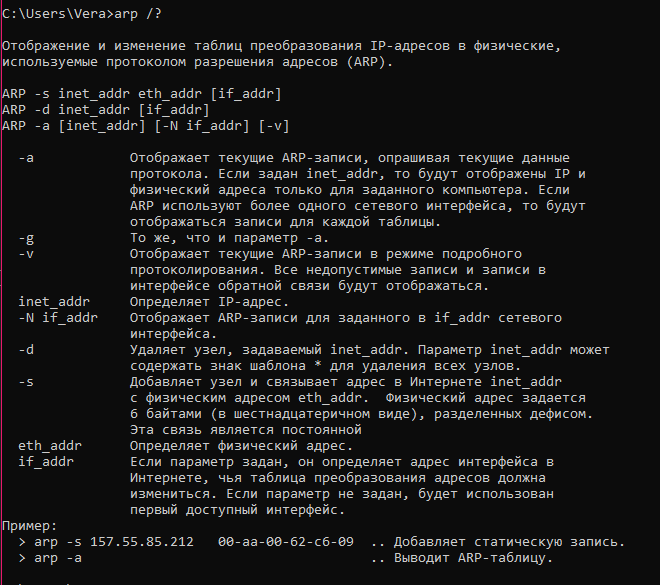 C:\Users\Vera>arp /?
Отображение и изменение таблиц преобразования IP-адресов в физические,
используемые протоколом разрешения адресов (ARP).
ARP -s inet_addr eth_addr [if_addr]
ARP -d inet_addr [if_addr]
ARP -a [inet_addr] [-N if_addr] [-v]
-a Отображает текущие ARP-записи, опрашивая текущие данные
протокола. Если задан inet_addr, то будут отображены IP и
физический адреса только для заданного компьютера. Если
ARP используют более одного сетевого интерфейса, то будут
отображаться записи для каждой таблицы.
-g То же, что и параметр -a.
-v Отображает текущие ARP-записи в режиме подробного
протоколирования. Все недопустимые записи и записи в
интерфейсе обратной связи будут отображаться.
inet_addr Определяет IP-адрес.
-N if_addr Отображает ARP-записи для заданного в if_addr сетевого
интерфейса.
-d Удаляет узел, задаваемый inet_addr. Параметр inet_addr может
содержать знак шаблона * для удаления всех узлов.
-s Добавляет узел и связывает адрес в Интернете inet_addr
с физическим адресом eth_addr.  Физический адрес задается
6 байтами (в шестнадцатеричном виде), разделенных дефисом.
Эта связь является постоянной
eth_addr Определяет физический адрес.
if_addr Если параметр задан, он определяет адрес интерфейса в
Интернете, чья таблица преобразования адресов должна
измениться. Если параметр не задан, будет использован
первый доступный интерфейс.
Пример:
> arp -s 157.55.85.212   00-aa-00-62-c6-09  .. Добавляет статическую запись.
> arp -a                                    .. Выводит ARP-таблицу.